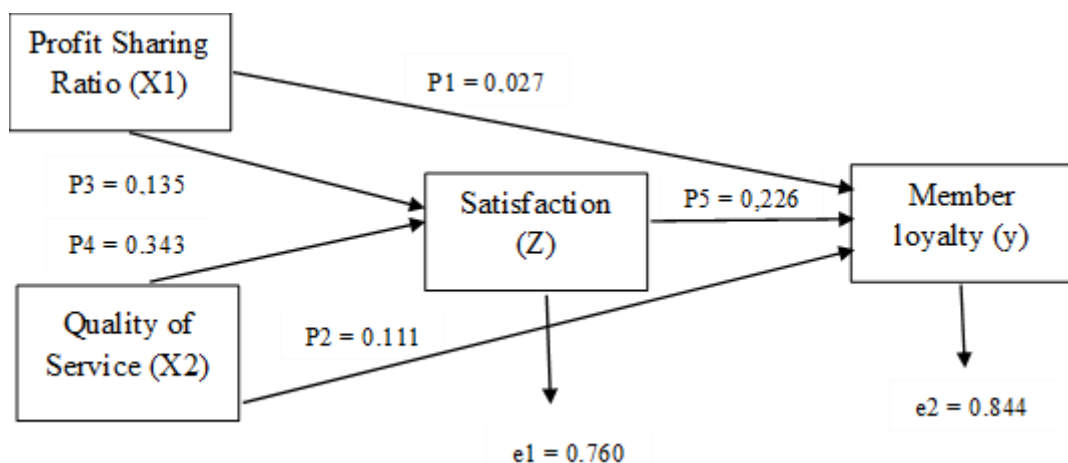 Profit Sharing
Ratio (X1)
P1 = 0,027
P3 = 0.135
P4 = 0.343
Satisfaction
(Z)
P5 = 0,226
Member
loyalty (y)
Quality of
Service (X2)
P2 = 0.111
e1 = 0.760
e2 = 0.844